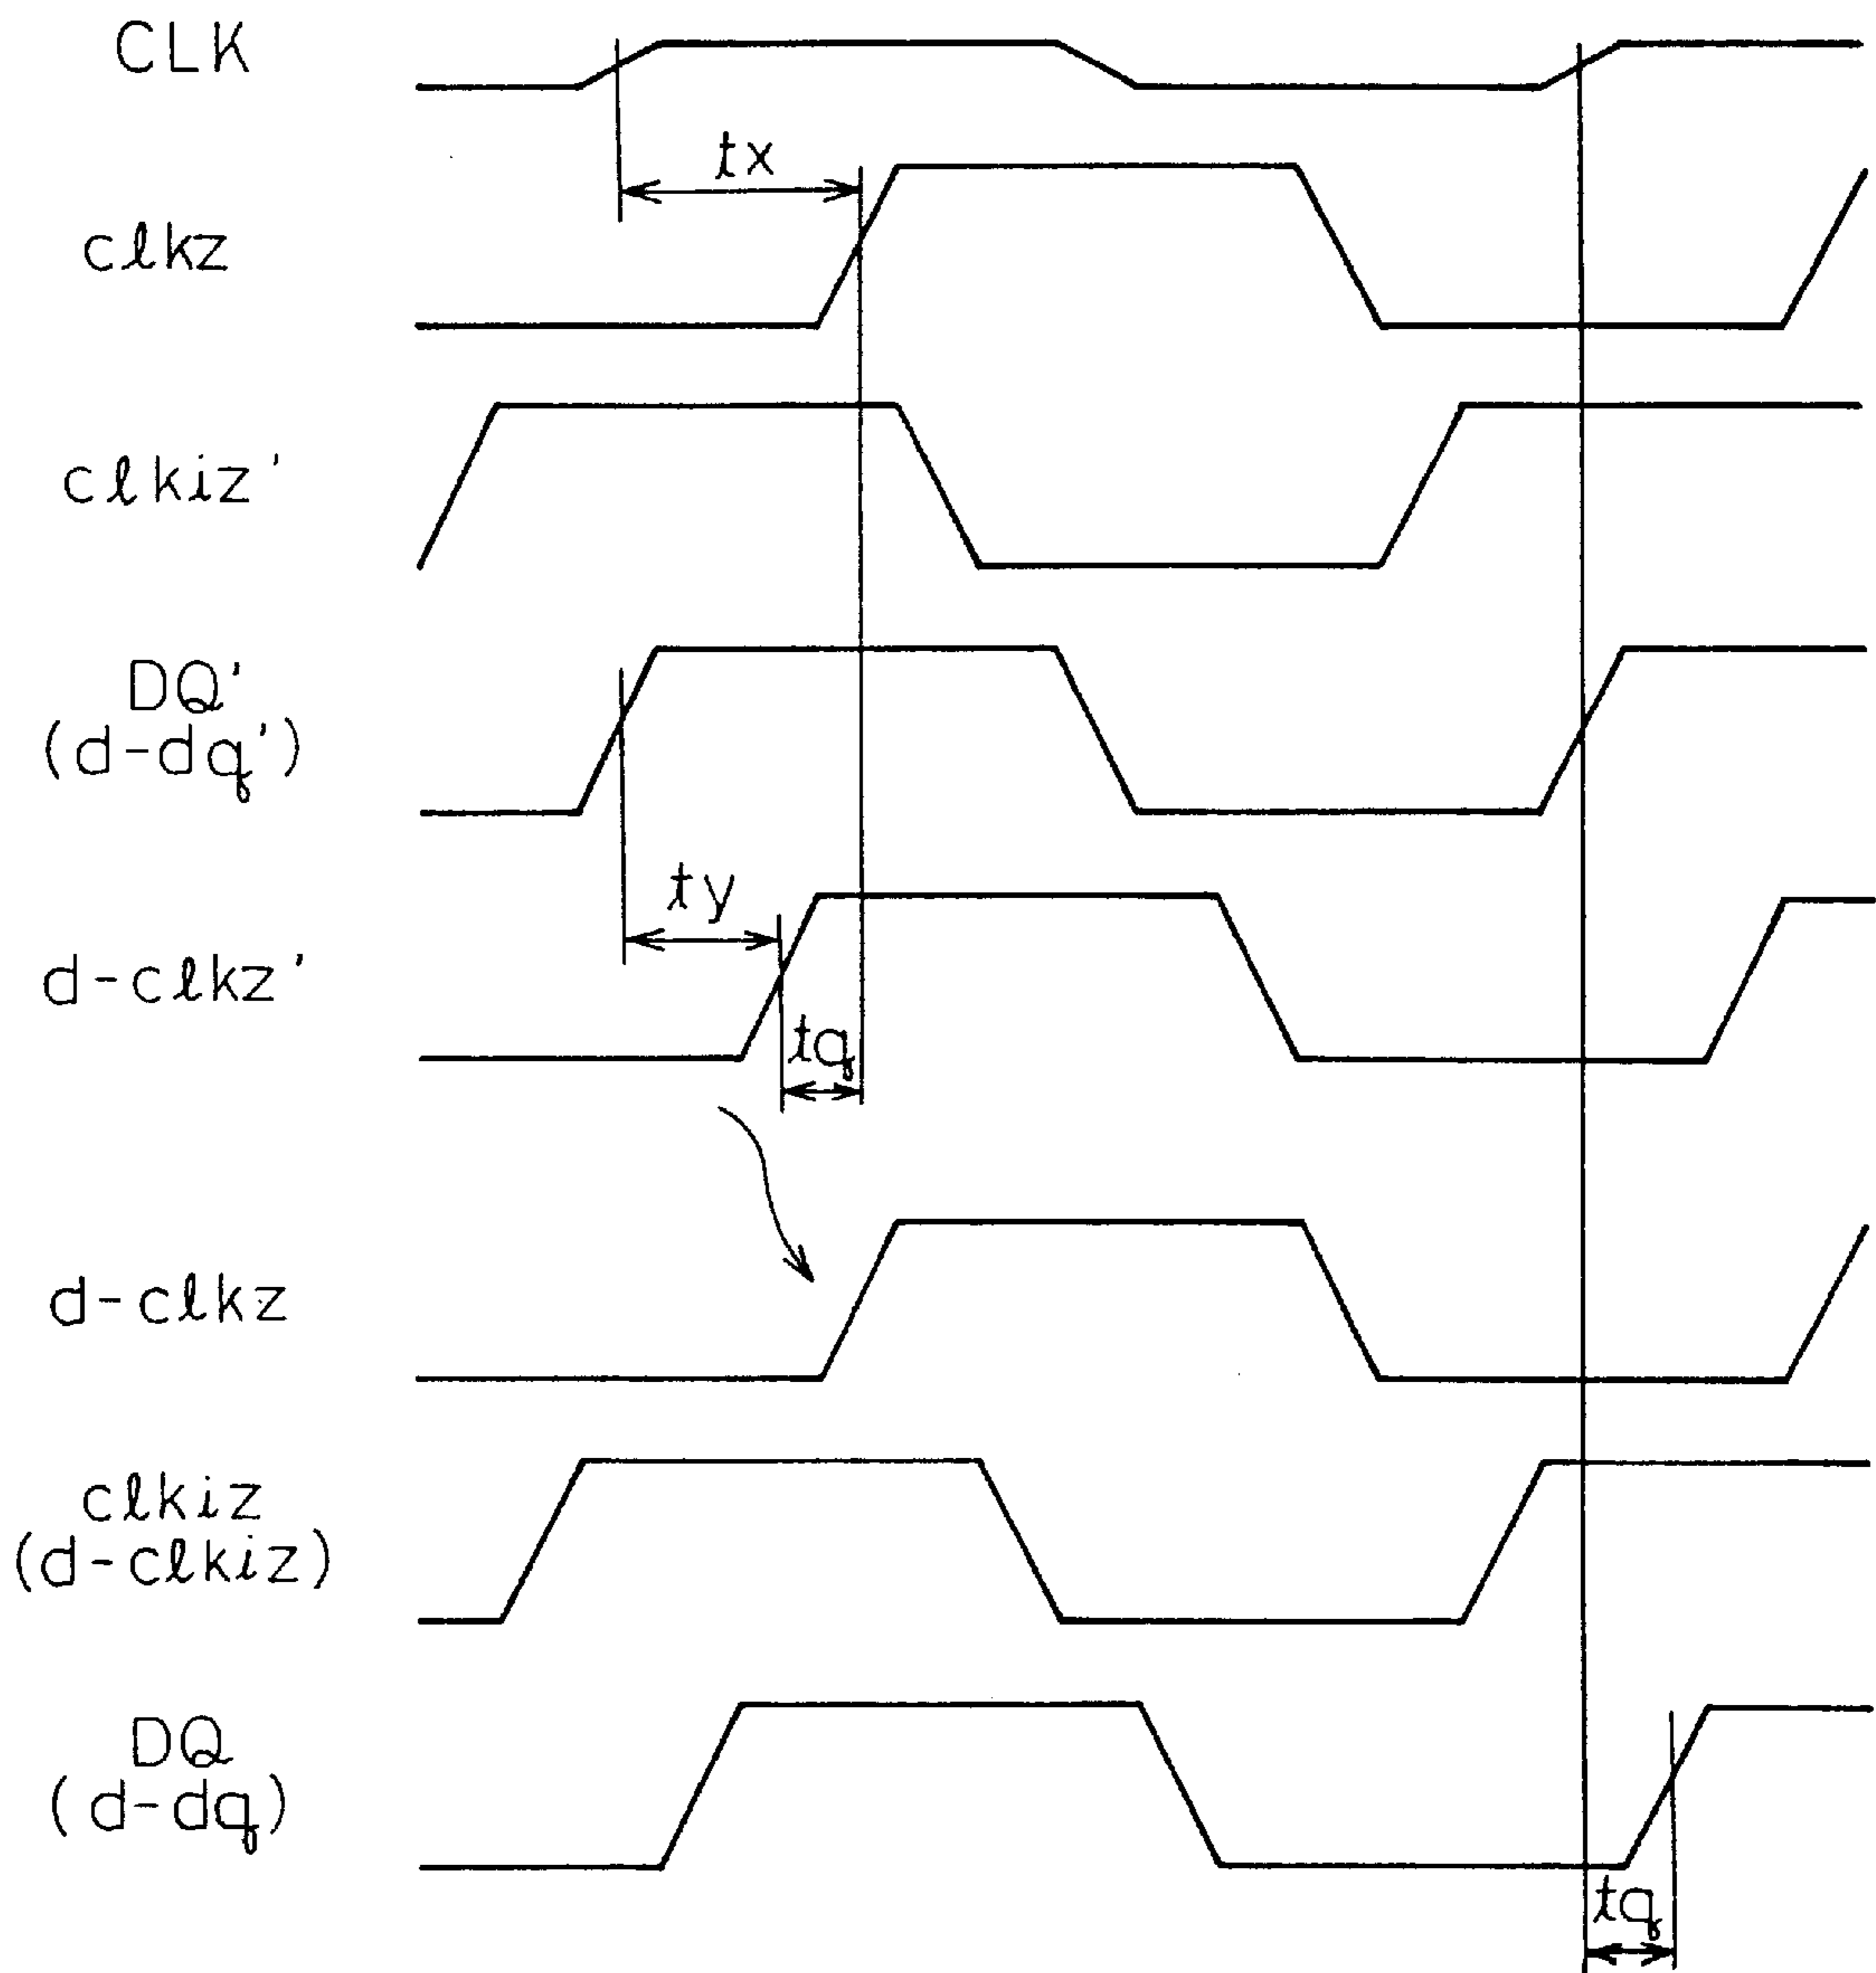 CLK
tx
clkz
clkiz'
DQ'
(d-dq')
ty
d-clkz'
tq
d-clkz
clkiz
(d-clkiz)
DQ
(d-dq)
tq